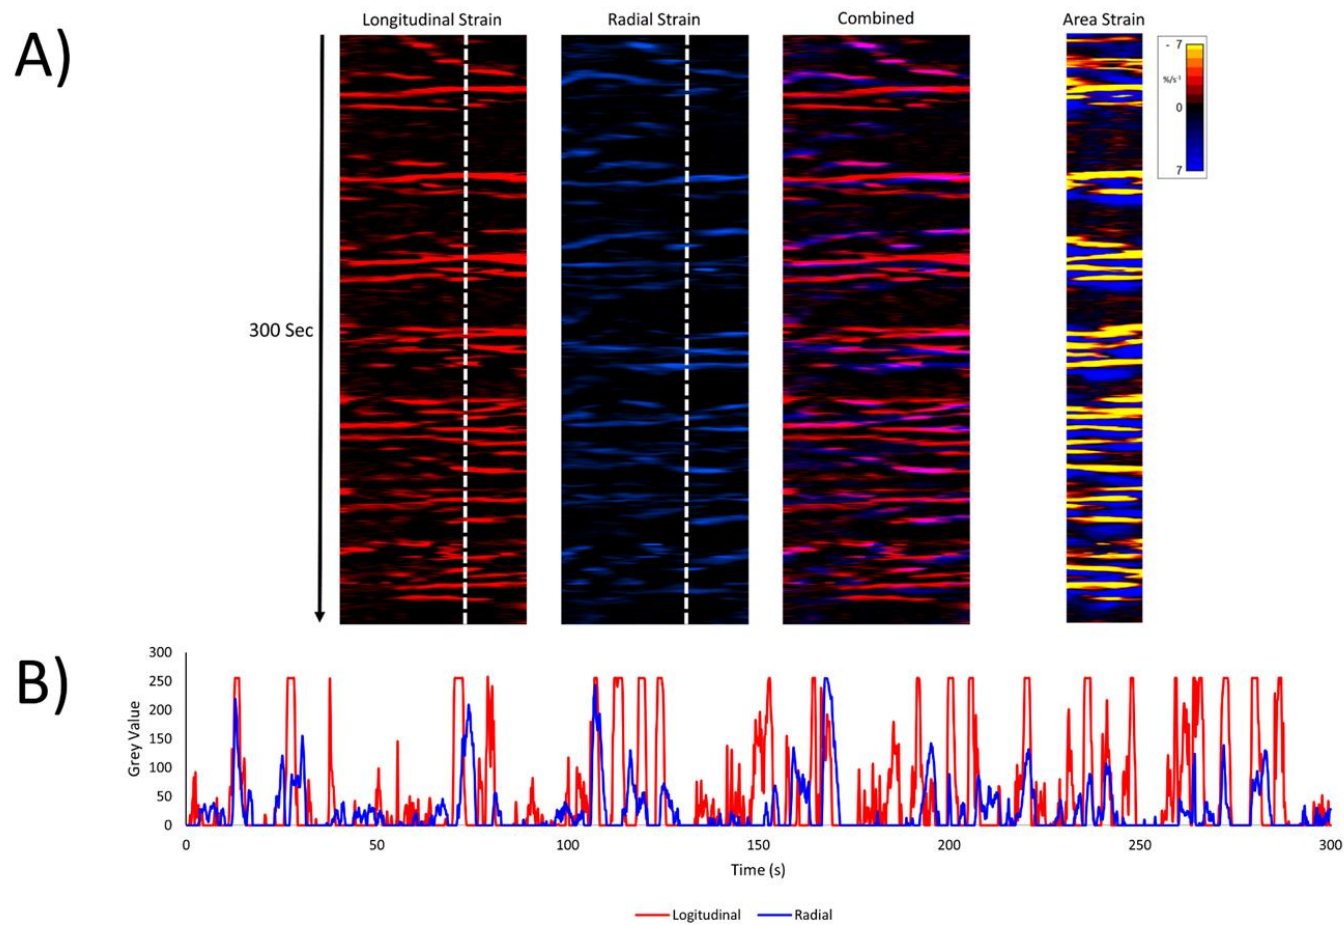 A)
Longitudinal Strain
Radial Strain
Combined
Area Strain
- 7
%/s-1
0
7
300 Sec
B)
300
250
200
150
100
50
0
Grey Value
0 50 100 150 200 250 300
Time (s)
Logitudinal Radial